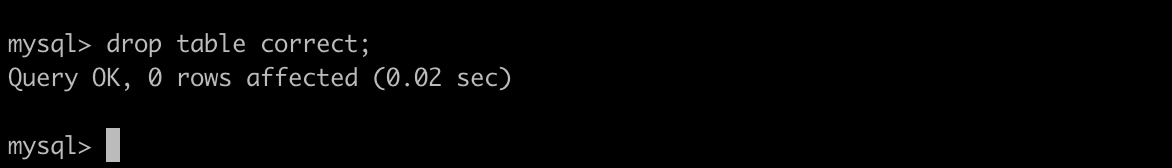 mysql> drop table correct;
Query OK, 0 rows affected (0.02 sec)
mysql>